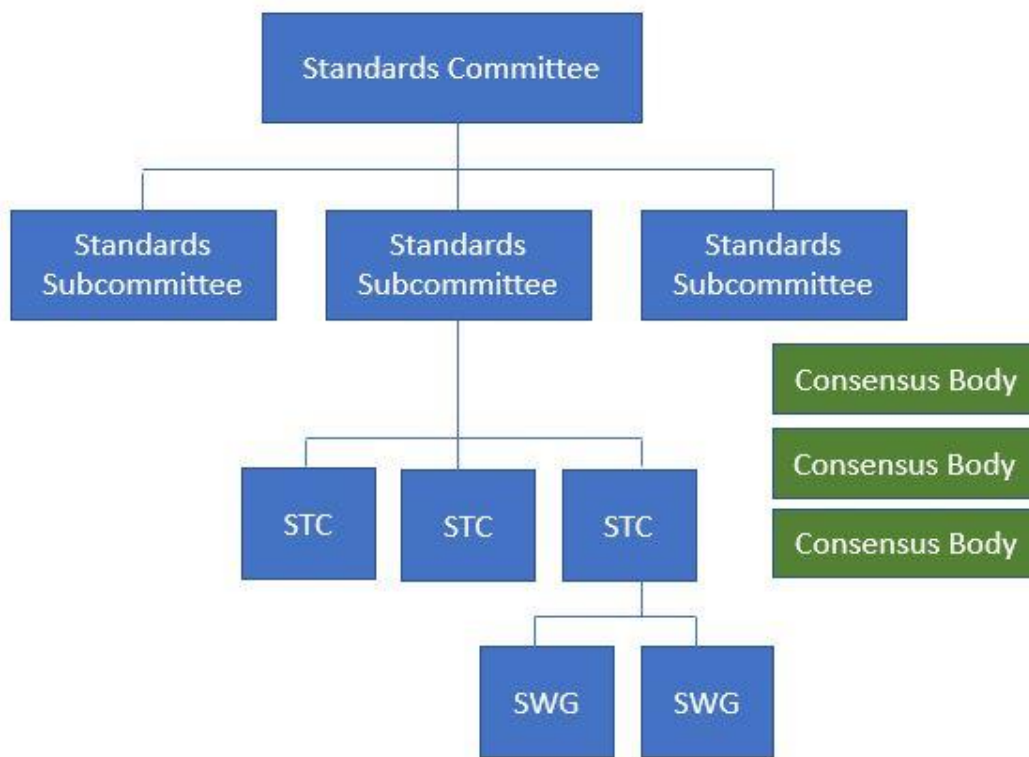 Standards Committee
Standards
Subcommittee
Standards
Subcommittee
Standards
Subcommittee
Consensus Body
Consensus Body
Consensus Body
STC
STC
STC
SWG
SWG